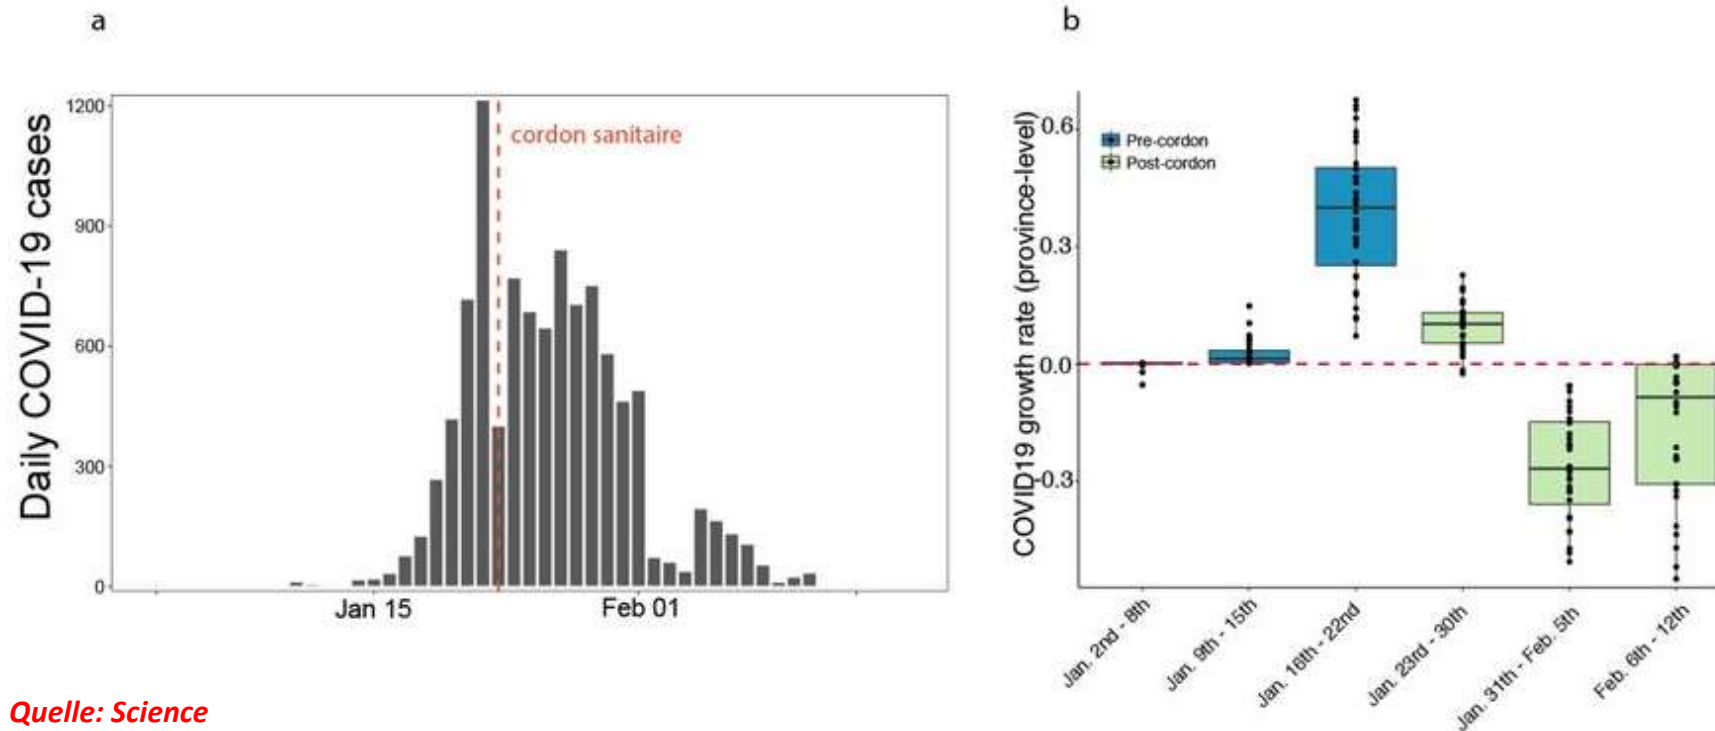 a
Daily COVID-19 cases
1200
900
600
300
0
cordon sanitaire
Jan 15
Feb 01
b
COVID19 growth rate (province-level)
0.6
0.3
0.0
-0.3
Pre-cordon
Post-cordon
Jan. 2nd - 8th
Jan. 9th - 15th
Jan. 16th - 22nd
Jan. 23rd - 30th
Jan. 31th - Feb. 5th
Feb. 6th - 12th
Quelle: Science